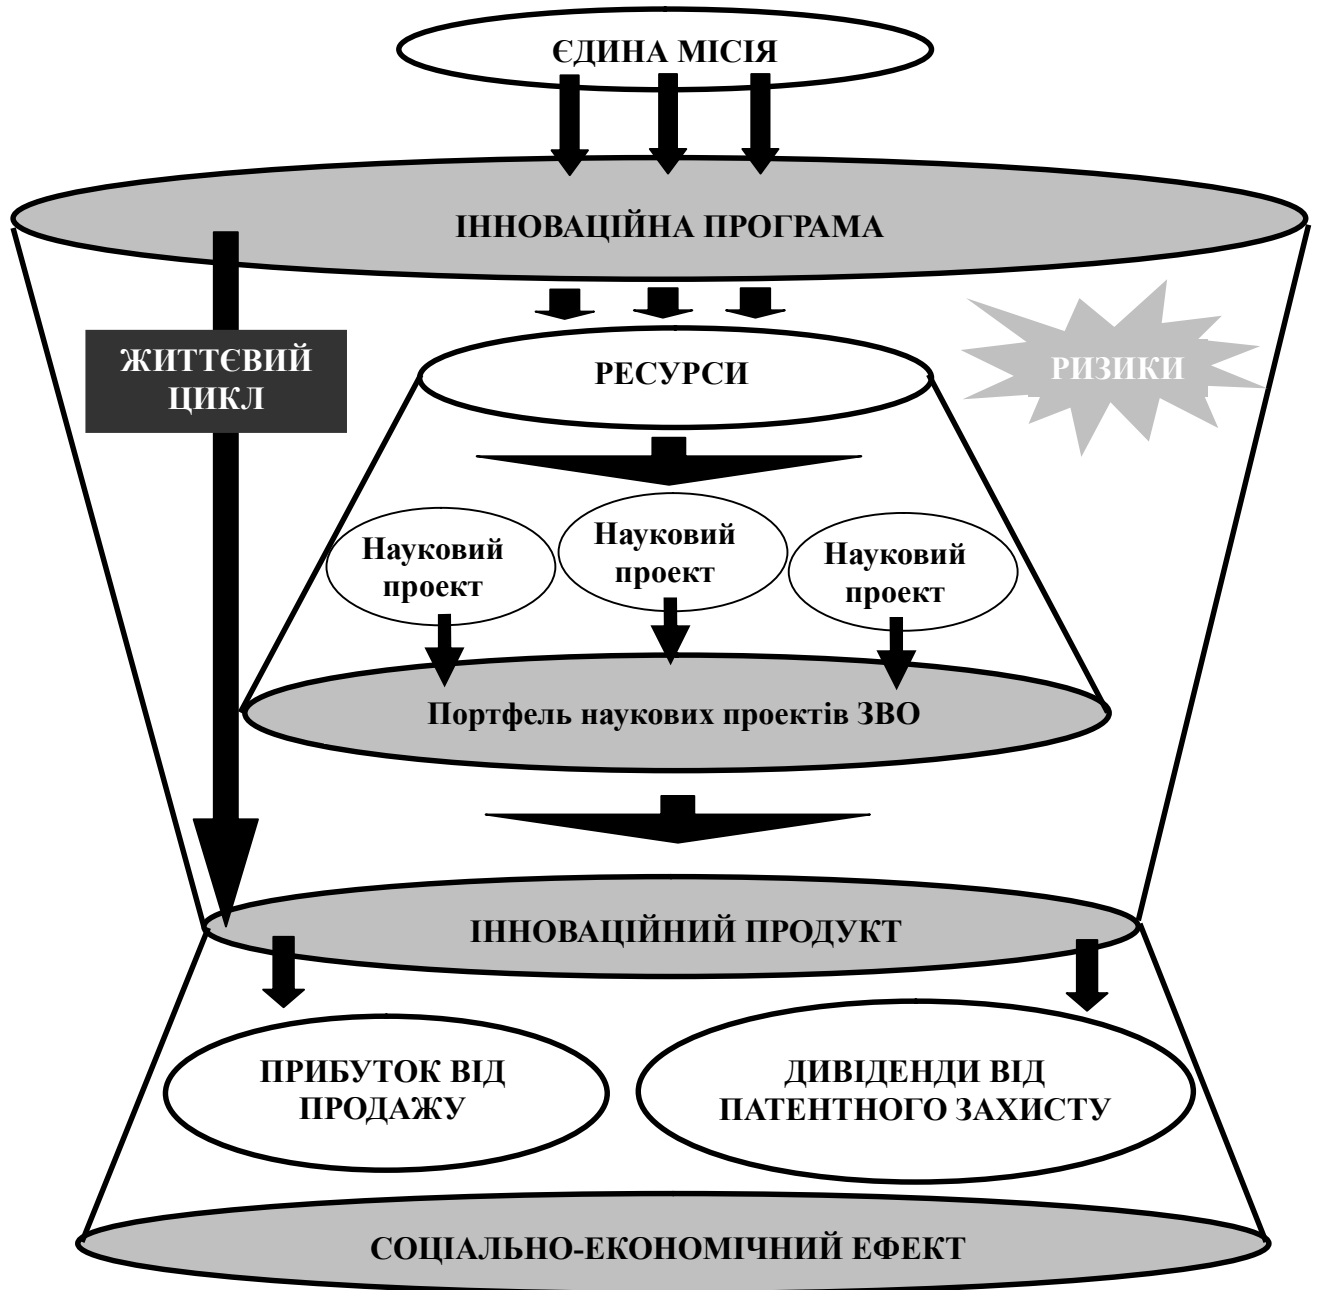 ЄДИНА МІСІЯ
ІННОВАЦІЙНА ПРОГРАМА
ЖИТТЄВИЙ
ЦИКЛ
РЕСУРСИ
РИЗИКИ
Науковий
проект
Науковий
проект
Науковий
проект
Портфель наукових проектів ЗВО
ІННОВАЦІЙНИЙ ПРОДУКТ
ПРИБУТОК ВІД
ПРОДАЖУ
ДИВІДЕНДИ ВІД
ПАТЕНТНОГО ЗАХИСТУ
СОЦІАЛЬНО-ЕКОНОМІЧНИЙ ЕФЕКТ